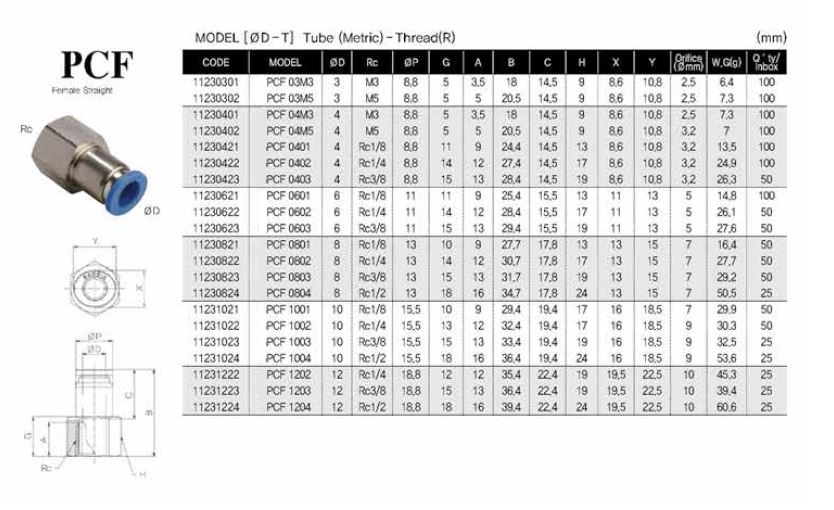 MODEL [ØD-T] Tube (Metric) - Thread(R) (mm)
PCF
Female Straight
Rc
ØD
CODE MODEL ØD Rc ØP G A B C H X Y Orifice (Ømm) W,G(g) Q'ty/Inbox
11230301 PCF 03M3 3 M3 8,8 5 3,5 18 14,5 9 8,6 10,8 2,5 6,4 100
11230302 PCF 03M5 3 M5 8,8 5 5 20,5 14,5 9 8,6 10,8 2,5 7,3 100
11230401 PCF 04M3 4 M3 8,8 5 3,5 18 14,5 9 8,6 10,8 2,5 7,3 100
11230402 PCF 04M5 4 M5 8,8 5 5 20,5 14,5 9 8,6 10,8 3,2 7 100
11230421 PCF 0401 4 Rc1/8 8,8 11 9 24,4 14,5 13 8,6 10,8 3,2 13,5 100
11230422 PCF 0402 4 Rc1/4 8,8 14 12 27,4 14,5 17 8,6 10,8 3,2 24,9 100
11230423 PCF 0403 4 Rc3/8 8,8 15 13 28,4 14,5 19 8,6 10,8 3,2 26,3 50
11230621 PCF 0601 6 Rc1/8 11 11 9 25,4 15,5 13 11 13 5 14,8 100
11230622 PCF 0602 6 Rc1/4 11 14 12 28,4 15,5 17 11 13 5 26,1 50
11230623 PCF 0603 6 Rc3/8 11 15 13 29,4 15,5 19 11 13 5 27,6 50
11230821 PCF 0801 8 Rc1/8 13 10 9 27,7 17,8 13 13 15 7 16,4 50
11230822 PCF 0802 8 Rc1/4 13 14 12 30,7 17,8 17 13 15 7 27,7 50
11230823 PCF 0803 8 Rc3/8 13 15 13 31,7 17,8 19 13 15 7 29,2 50
11230824 PCF 0804 8 Rc1/2 13 18 16 34,7 17,8 24 13 15 7 50,5 25
11231021 PCF 1001 10 Rc1/8 15,5 10 9 29,4 19,4 17 16 18,5 7 29,9 50
11231022 PCF 1002 10 Rc1/4 15,5 13 12 32,4 19,4 17 16 18,5 9 30,3 50
11231023 PCF 1003 10 Rc3/8 15,5 15 13 33,4 19,4 19 16 18,5 9 32,5 25
11231024 PCF 1004 10 Rc1/2 15,5 18 16 36,4 19,4 24 16 18,5 9 53,6 25
11231222 PCF 1202 12 Rc1/4 18,8 12 12 35,4 22,4 19 19,5 22,5 10 45,3 25
11231223 PCF 1203 12 Rc3/8 18,8 15 13 36,4 22,4 19 19,5 22,5 10 39,4 25
11231224 PCF 1204 12 Rc1/2 18,8 18 16 39,4 22,4 24 19,5 22,5 10 60,6 25
Y
X
ØP
ØD
C
B
G
A
Rc
H